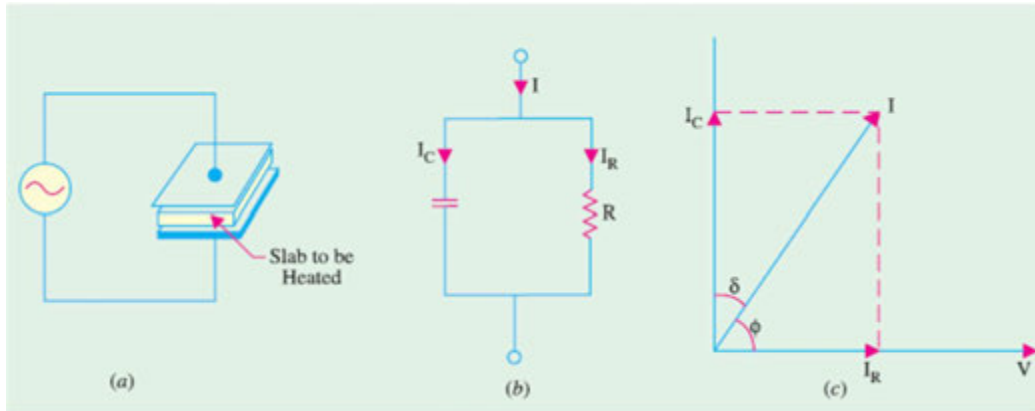 Slab to be
Heated
(a)
I
I_C
I_R
R
(b)
I_C
I
δ
ϕ
I_R
V
(c)